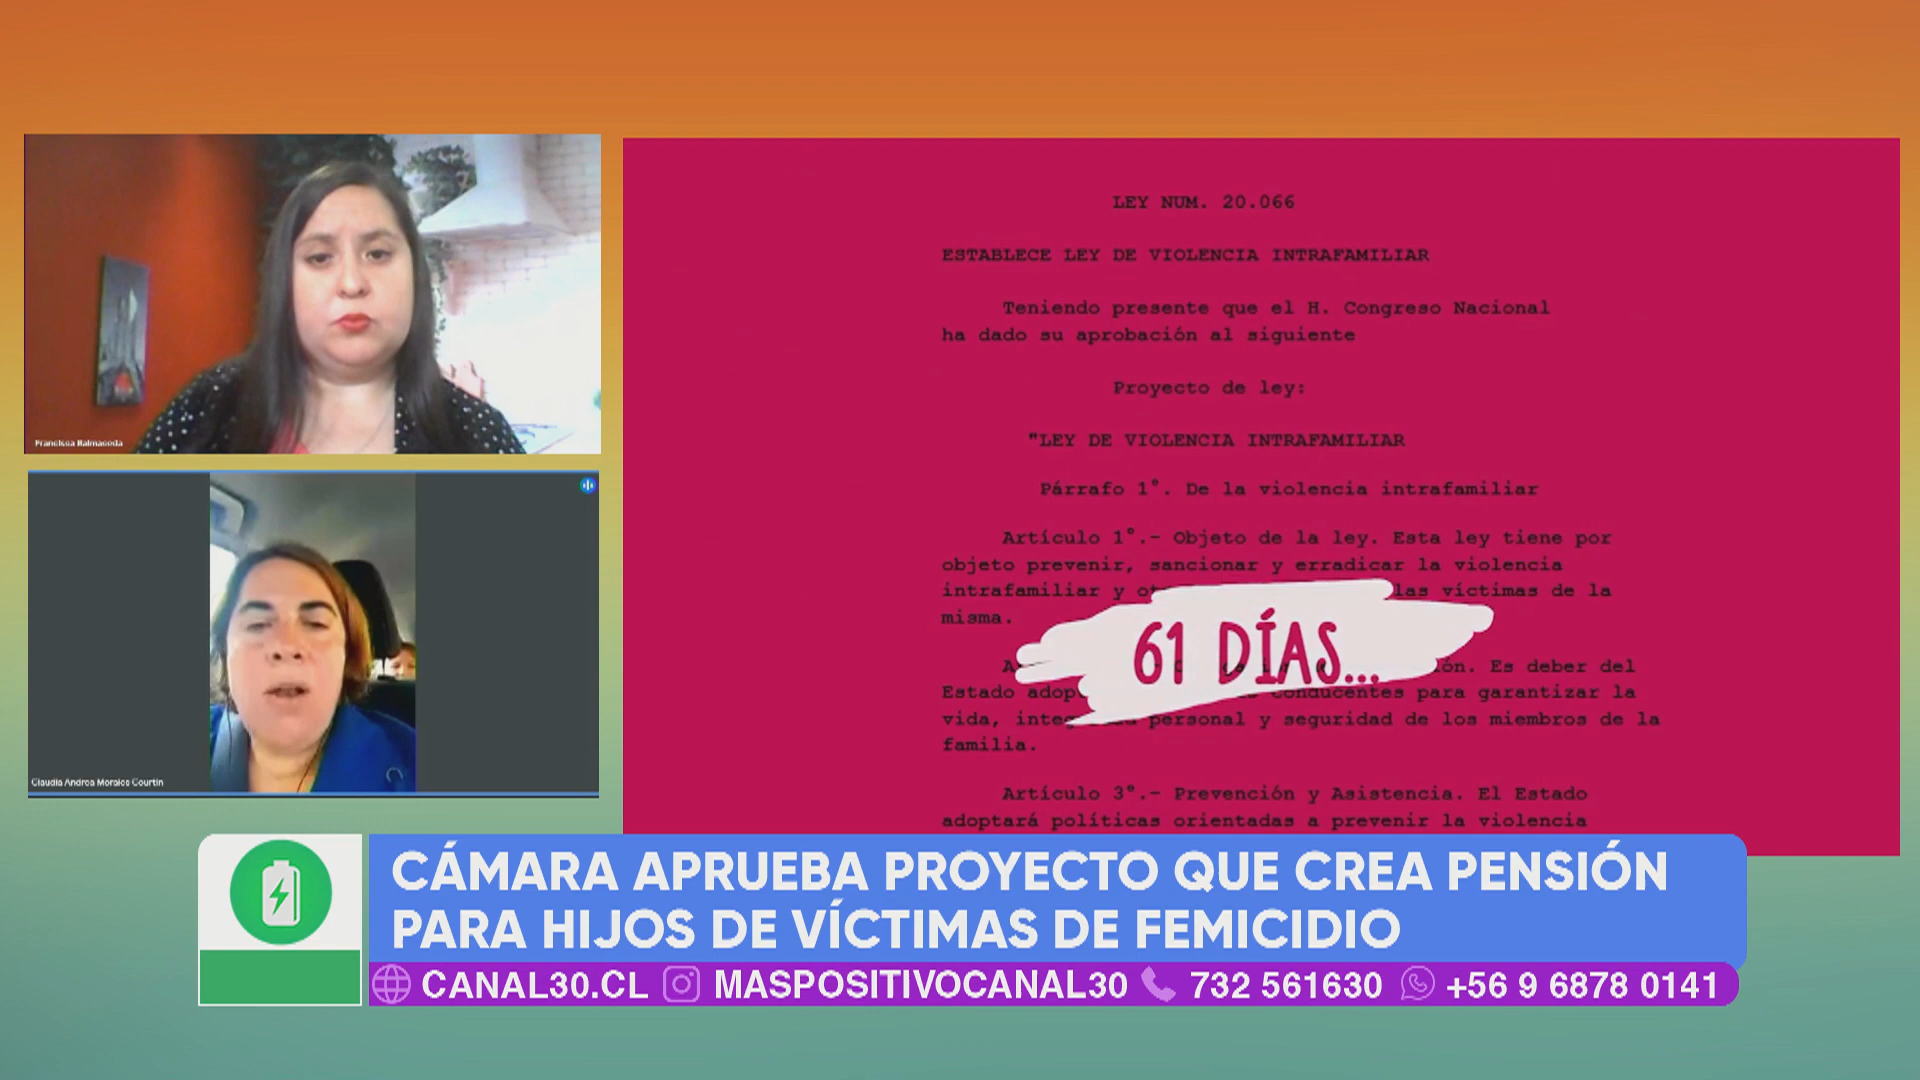 LEY NUM. 20.066
ESTABLECE LEY DE VIOLENCIA INTRAFAMILIAR
Teniendo presente que el H. Congreso Nacional
ha dado su aprobación al siguiente
Proyecto de ley:
"LEY DE VIOLENCIA INTRAFAMILIAR
Párrafo 1°. De la violencia intrafamiliar
Artículo 1°.- Objeto de la ley. Esta ley tiene por
objeto prevenir, sancionar y erradicar la violencia
intrafamiliar y las víctimas de la
misma.
61 DÍAS...
Es deber del
Estado conducentes para garantizar la
vida, personal y seguridad de los miembros de la
familia.
Artículo 3°.- Prevención y Asistencia. El Estado
adoptará políticas orientadas a prevenir la violencia
Francisca Balmaceda
Claudia Andrea Morales Courtin
CÁMARA APRUEBA PROYECTO QUE CREA PENSIÓN
PARA HIJOS DE VÍCTIMAS DE FEMICIDIO
CANAL30.CL MASPOSITIVOCANAL30 732 561630 +56 9 6878 0141